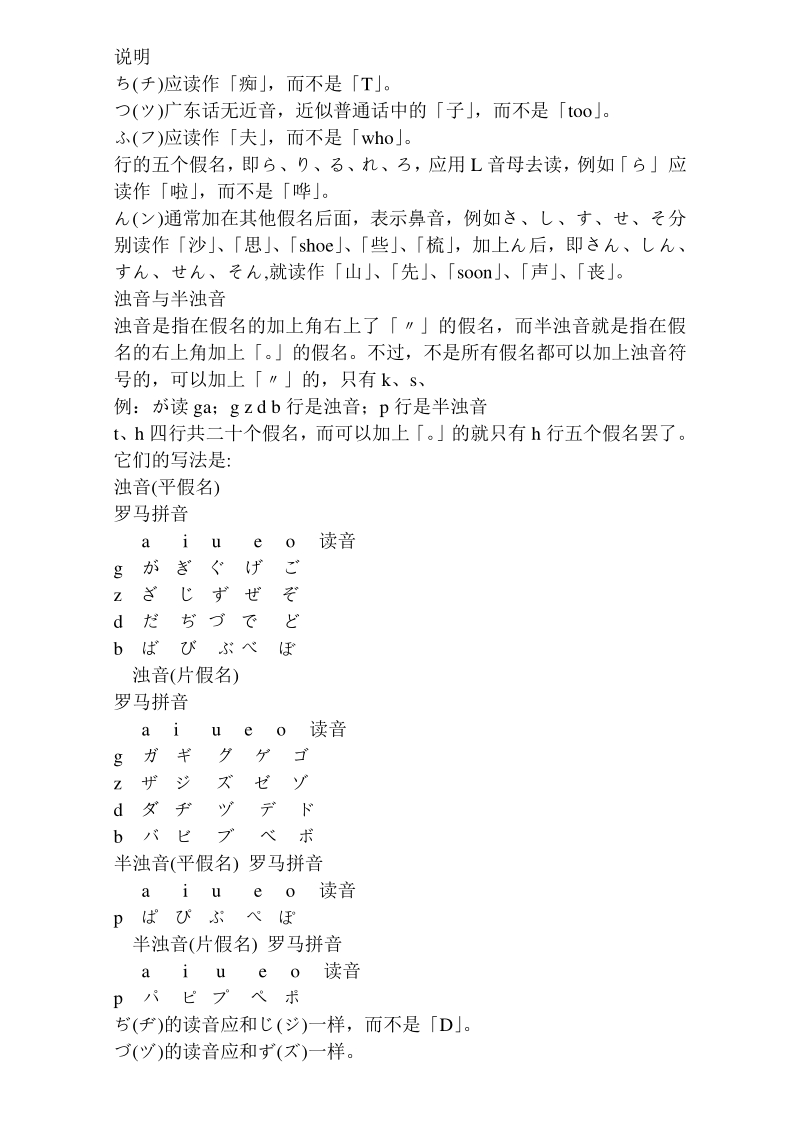 说明
ち(チ)应读作「痴」，而不是「T」。
つ(ツ)广东话无近音，近似普通话中的「子」，而不是「too」。
ふ(フ)应读作「夫」，而不是「who」。
行的五个假名，即ら、り、る、れ、ろ，应用 L 音母去读，例如「ら」应
读作「啦」，而不是「哗」。
ん(ン)通常加在其他假名后面，表示鼻音，例如さ、し、す、せ、そ分
别读作「沙」、「思」、「shoe」、「些」、「梳」，加上ん后，即さん、しん、
すん、せん、そん,就读作「山」、「先」、「soon」、「声」、「丧」。
浊音与半浊音
浊音是指在假名的加上角右上了「〃」的假名，而半浊音就是指在假
名的右上角加上「。」的假名。不过，不是所有假名都可以加上浊音符
号的，可以加上「〃」的，只有 k、s、
例：が读 ga；g z d b 行是浊音；p 行是半浊音
t、h 四行共二十个假名，而可以加上「。」的就只有 h 行五个假名罢了。
它们的写法是:
浊音(平假名)
罗马拼音
a i u e o 读音
g が ぎ ぐ げ ご
z ざ じ ず ぜ ぞ
d だ ぢ づ で ど
b ば び ぶ べ ぼ
浊音(片假名)
罗马拼音
a i u e o 读音
g ガ ギ グ ゲ ゴ
z ザ ジ ズ ゼ ゾ
d ダ ヂ ヅ デ ド
b バ ビ ブ ベ ボ
半浊音(平假名) 罗马拼音
a i u e o 读音
p ぱ ぴ ぷ ぺ ぽ
半浊音(片假名) 罗马拼音
a i u e o 读音
p パ ピ プ ペ ポ
ぢ(ヂ)的读音应和じ(ジ)一样，而不是「D」。
づ(ヅ)的读音应和ず(ズ)一样。